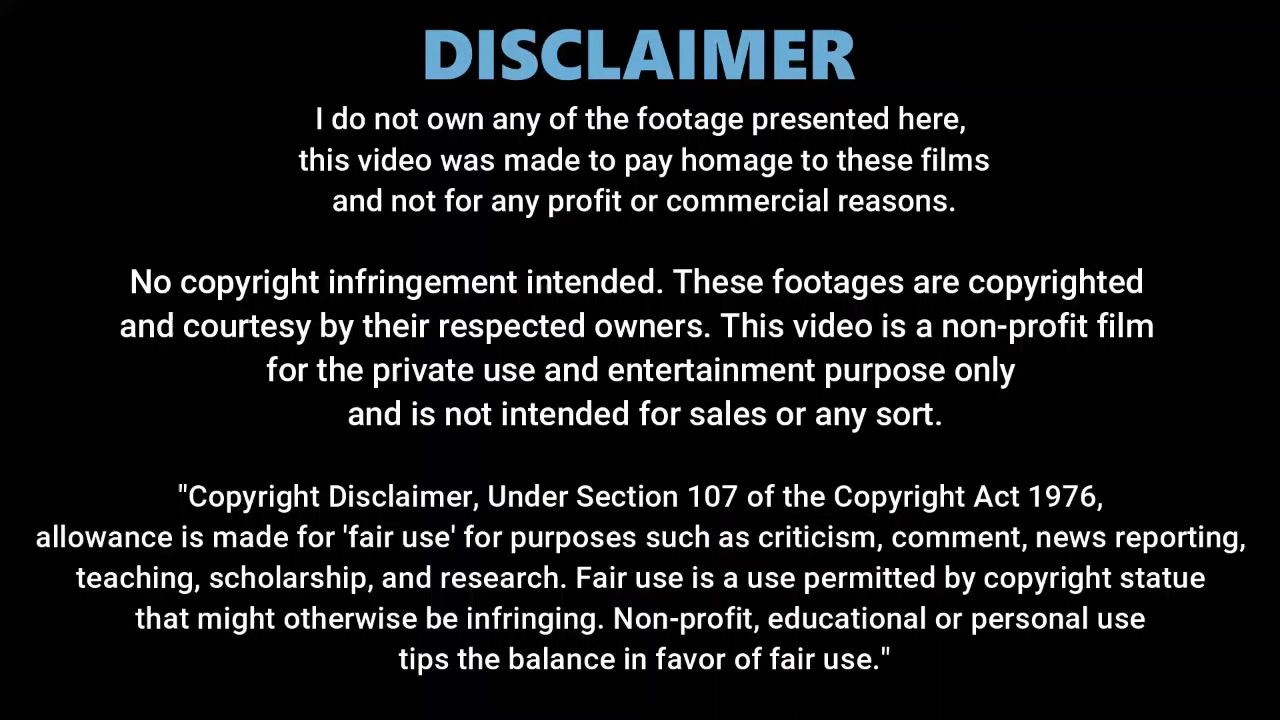 DISCLAIMER
I do not own any of the footage presented here,
this video was made to pay homage to these films
and not for any profit or commercial reasons.
No copyright infringement intended. These footages are copyrighted
and courtesy by their respected owners. This video is a non-profit film
for the private use and entertainment purpose only
and is not intended for sales or any sort.
"Copyright Disclaimer, Under Section 107 of the Copyright Act 1976,
allowance is made for 'fair use' for purposes such as criticism, comment, news reporting,
teaching, scholarship, and research. Fair use is a use permitted by copyright statue
that might otherwise be infringing. Non-profit, educational or personal use
tips the balance in favor of fair use."